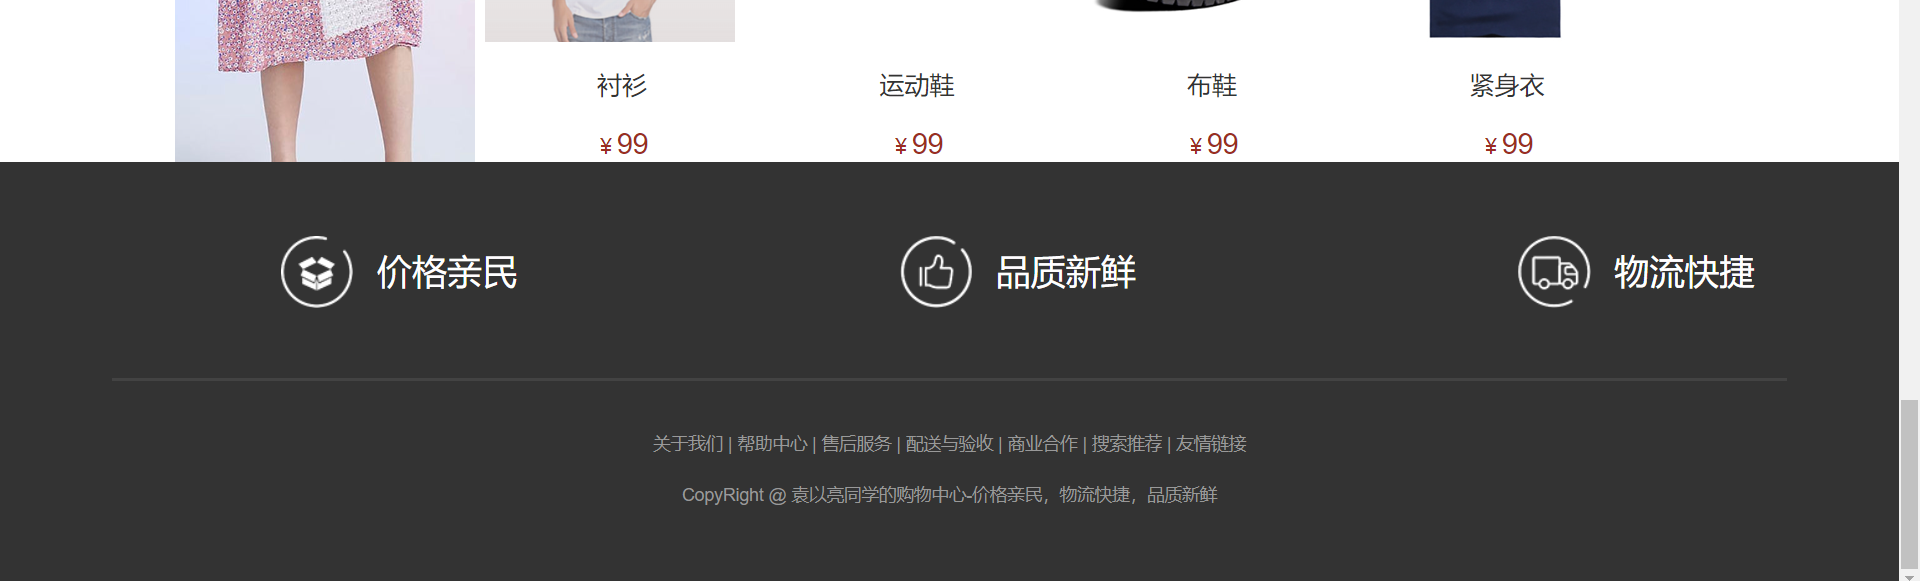 衬衫 运动鞋 布鞋 紧身衣
¥ 99 ¥ 99 ¥ 99 ¥ 99
价格亲民 品质新鲜 物流快捷
关于我们 | 帮助中心 | 售后服务 | 配送与验收 | 商业合作 | 搜索推荐 | 友情链接
CopyRight @ 袁以亮同学的购物中心-价格亲民，物流快捷，品质新鲜